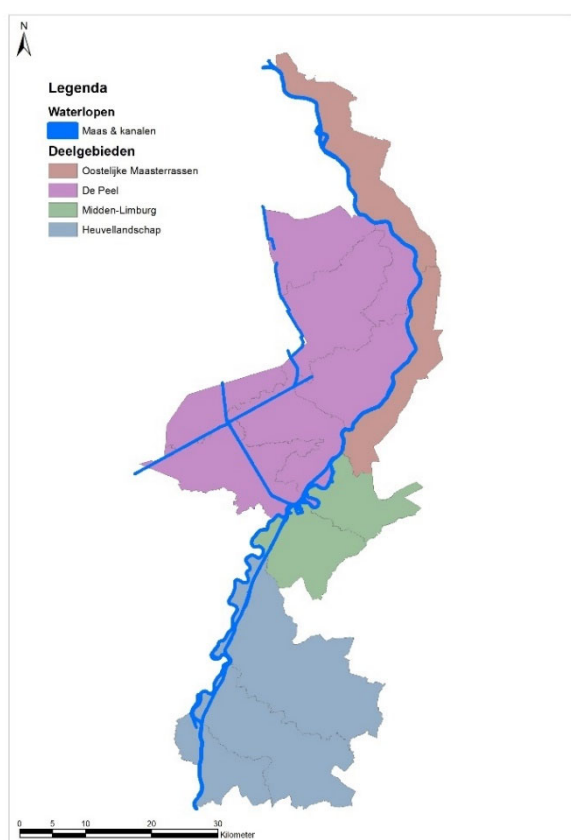 N
Legenda
Waterlopen
Maas & kanalen
Deelgebieden
Oostelijke Maasterrassen
De Peel
Midden-Limburg
Heuvellandschap
0 5 10 20 30
Kilometer